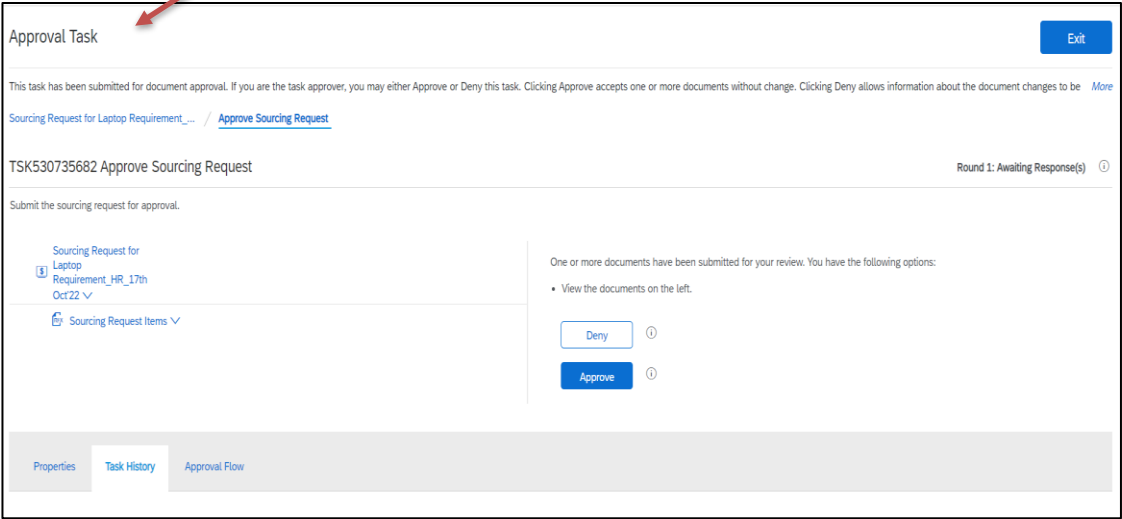 Approval Task
Exit
This task has been submitted for document approval. If you are the task approver, you may either Approve or Deny this task. Clicking Approve accepts one or more documents without change. Clicking Deny allows information about the document changes to be More
Sourcing Request for Laptop Requirement_... / Approve Sourcing Request
TSK530735682 Approve Sourcing Request
Round 1: Awaiting Response(s)
Submit the sourcing request for approval.
Sourcing Request for
Laptop
Requirement_HR_17th
Oct'22
Sourcing Request Items
One or more documents have been submitted for your review. You have the following options:
• View the documents on the left.
Deny
Approve
Properties Task History Approval Flow